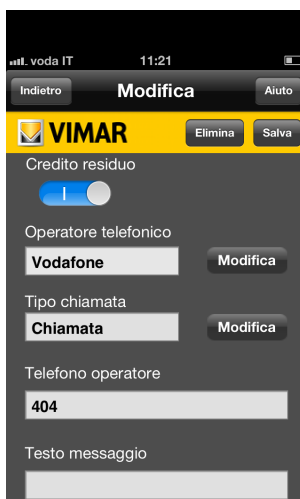 voda IT 11:21
Indietro Modifica Aiuto
VIMAR Elimina Salva
Credito residuo
Operatore telefonico
Vodafone Modifica
Tipo chiamata
Chiamata Modifica
Telefono operatore
404
Testo messaggio